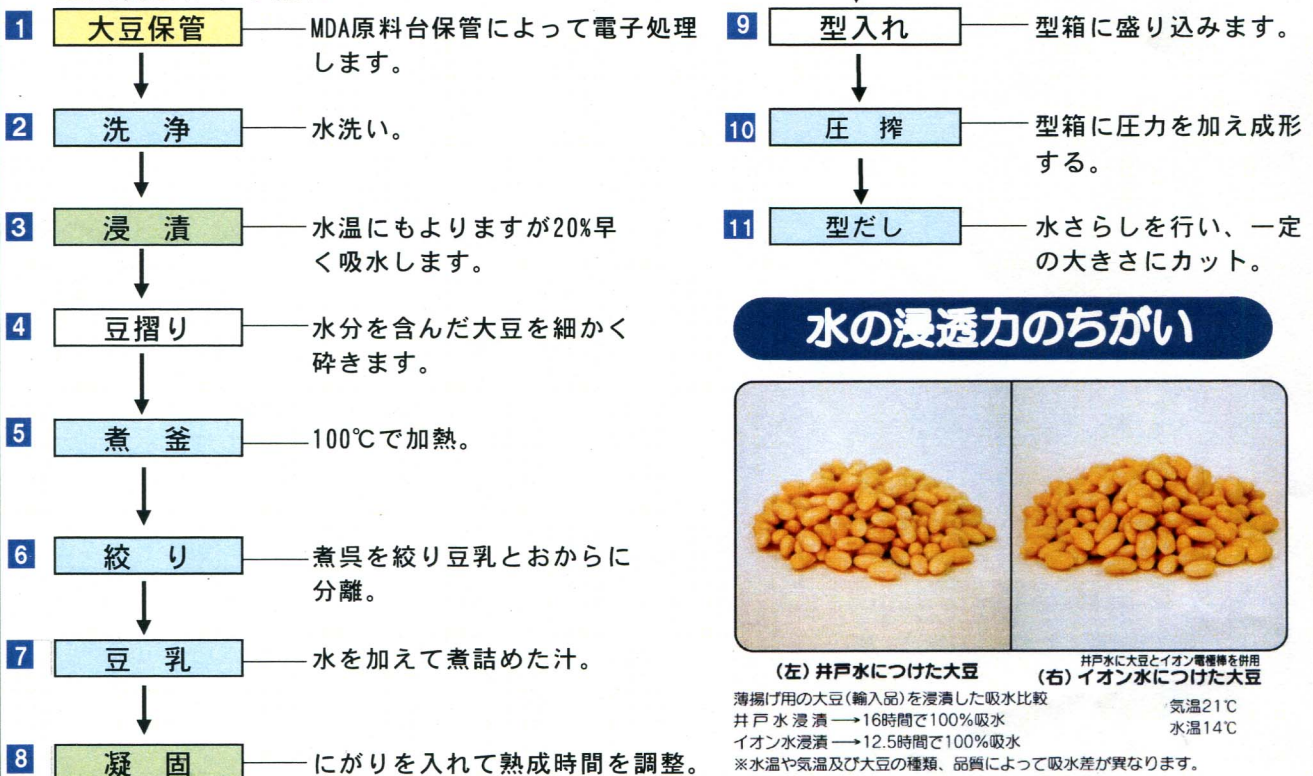 1 大豆保管 MDA原料台保管によって電子処理
します。
2 洗 浄 水洗い。
3 浸 漬 水温にもよりますが20%早
く吸水します。
4 豆摺り 水分を含んだ大豆を細かく
砕きます。
5 煮 釜 100℃で加熱。
6 絞 り 煮呉を絞り豆乳とおからに
分離。
7 豆 乳 水を加えて煮詰めた汁。
8 凝 固 にがりを入れて熟成時間を調整。
9 型入れ 型箱に盛り込みます。
10 圧 搾 型箱に圧力を加え成形
する。
11 型だし 水さらしを行い、一定
の大きさにカット。
水の浸透力のちがい
(左)井戸水につけた大豆
井戸水に大豆とイオン電極棒を併用
(右)イオン水につけた大豆
薄揚げ用の大豆(輸入品)を浸漬した吸水比較
井戸水浸漬→16時間で100%吸水
イオン水浸漬→12.5時間で100%吸水
気温21℃
水温14℃
※水温や気温及び大豆の種類、品質によって吸水差が異なります。